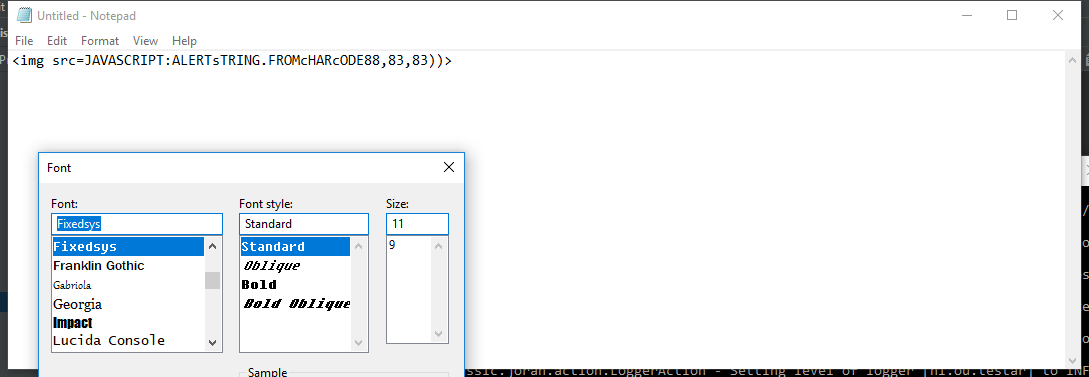 Untitled - Notepad
File Edit Format View Help
<img src=JAVASCRIPT:ALERTsTRING.FROMcHARcODE88,83,83))>
Font
Font: Font style: Size:
Fixedsys Standard 11
Fixedsys Standard 9
Franklin Gothic Oblique
Gabriola Bold
Georgia Bold Oblique
Impact
Lucida Console
Sample
ssic.joran.action.LoggerAction - Setting level of logger [nl.ou.testar] to INF